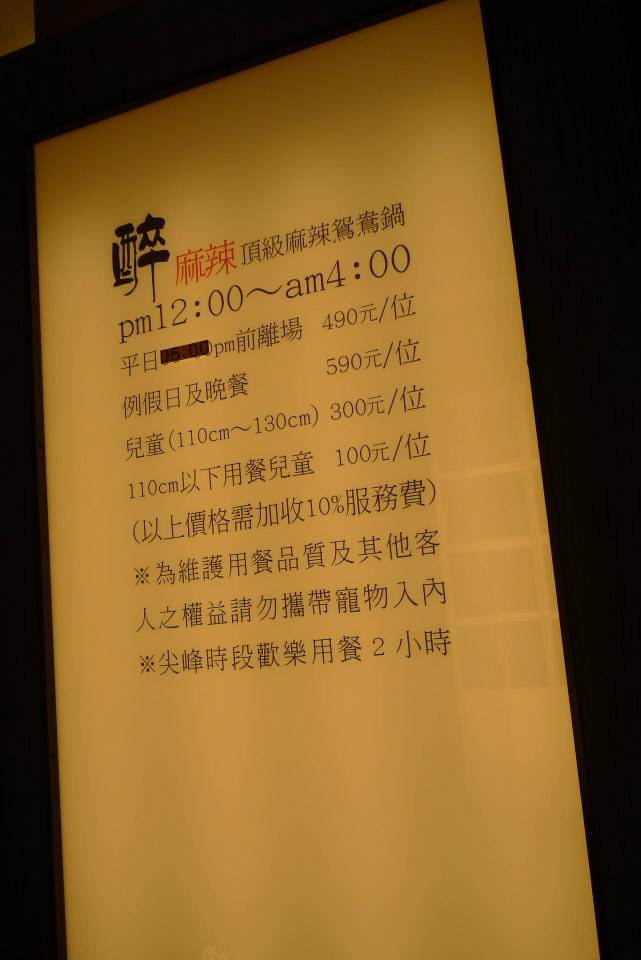 醉 麻辣 頂級麻辣鴛鴦鍋
pm12:00～am4:00
平日05:00pm前離場 490元/位
例假日及晚餐 590元/位
兒童(110cm～130cm) 300元/位
110cm以下用餐兒童 100元/位
(以上價格需加收10%服務費)
※為維護用餐品質及其他客
人之權益請勿攜帶寵物入內
※尖峰時段歡樂用餐 2 小時